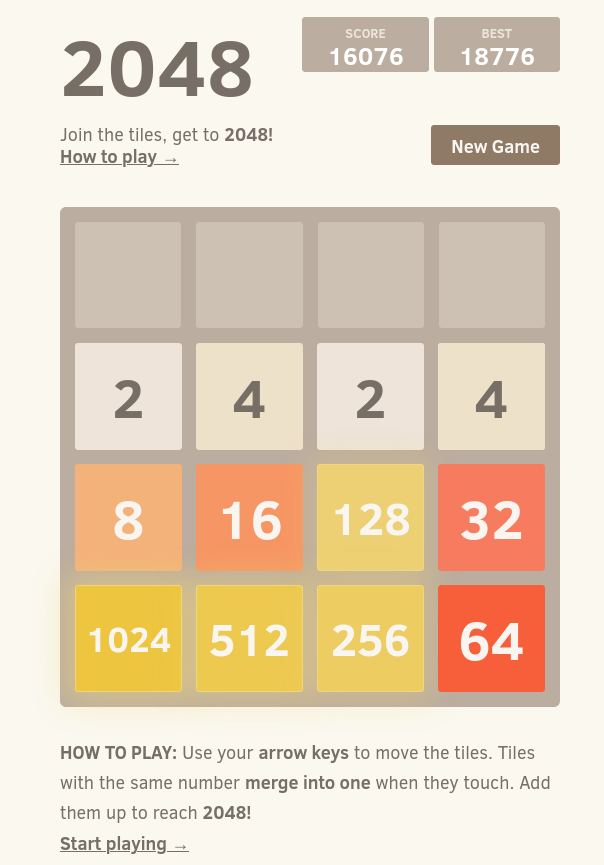 2048
SCORE
16076
BEST
18776
Join the tiles, get to 2048!
How to play →
New Game
2 4 2 4
8 16 128 32
1024 512 256 64
HOW TO PLAY: Use your arrow keys to move the tiles. Tiles
with the same number merge into one when they touch. Add
them up to reach 2048!
Start playing →